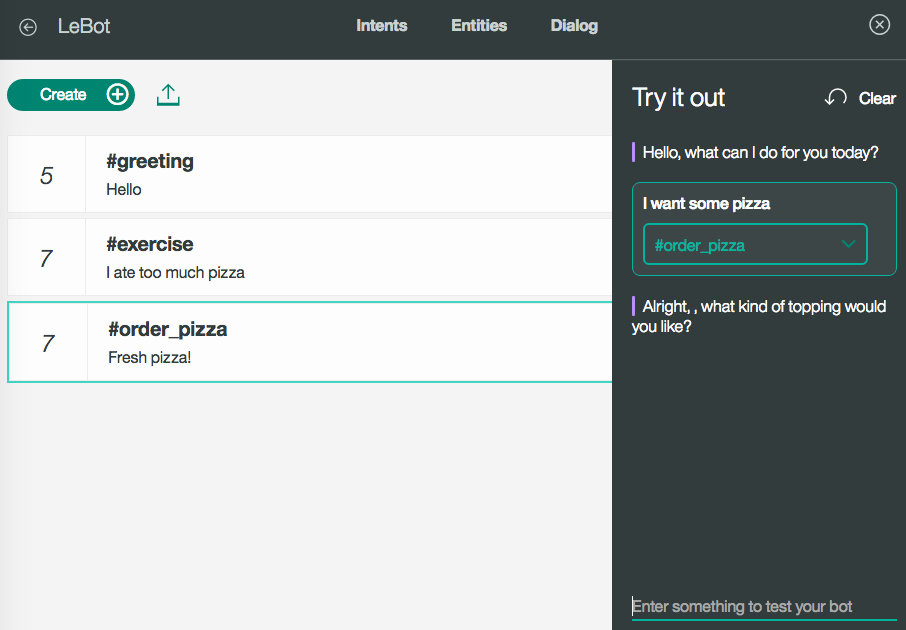 LeBot
Intents
Entities
Dialog
Create
5
#greeting
Hello
7
#exercise
I ate too much pizza
7
#order_pizza
Fresh pizza!
Try it out
Clear
Hello, what can I do for you today?
I want some pizza
#order_pizza
Alright, , what kind of topping would
you like?
Enter something to test your bot